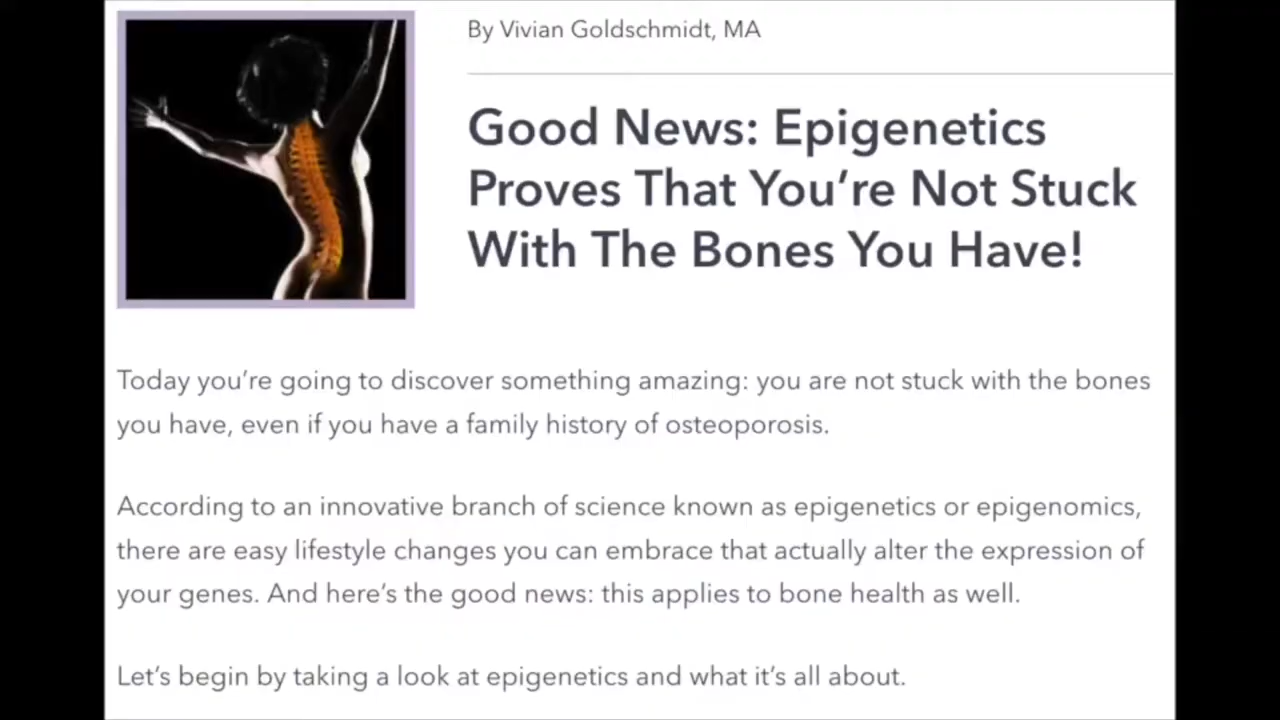 By Vivian Goldschmidt, MA
Good News: Epigenetics
Proves That You’re Not Stuck
With The Bones You Have!
Today you’re going to discover something amazing: you are not stuck with the bones
you have, even if you have a family history of osteoporosis.
According to an innovative branch of science known as epigenetics or epigenomics,
there are easy lifestyle changes you can embrace that actually alter the expression of
your genes. And here’s the good news: this applies to bone health as well.
Let’s begin by taking a look at epigenetics and what it’s all about.